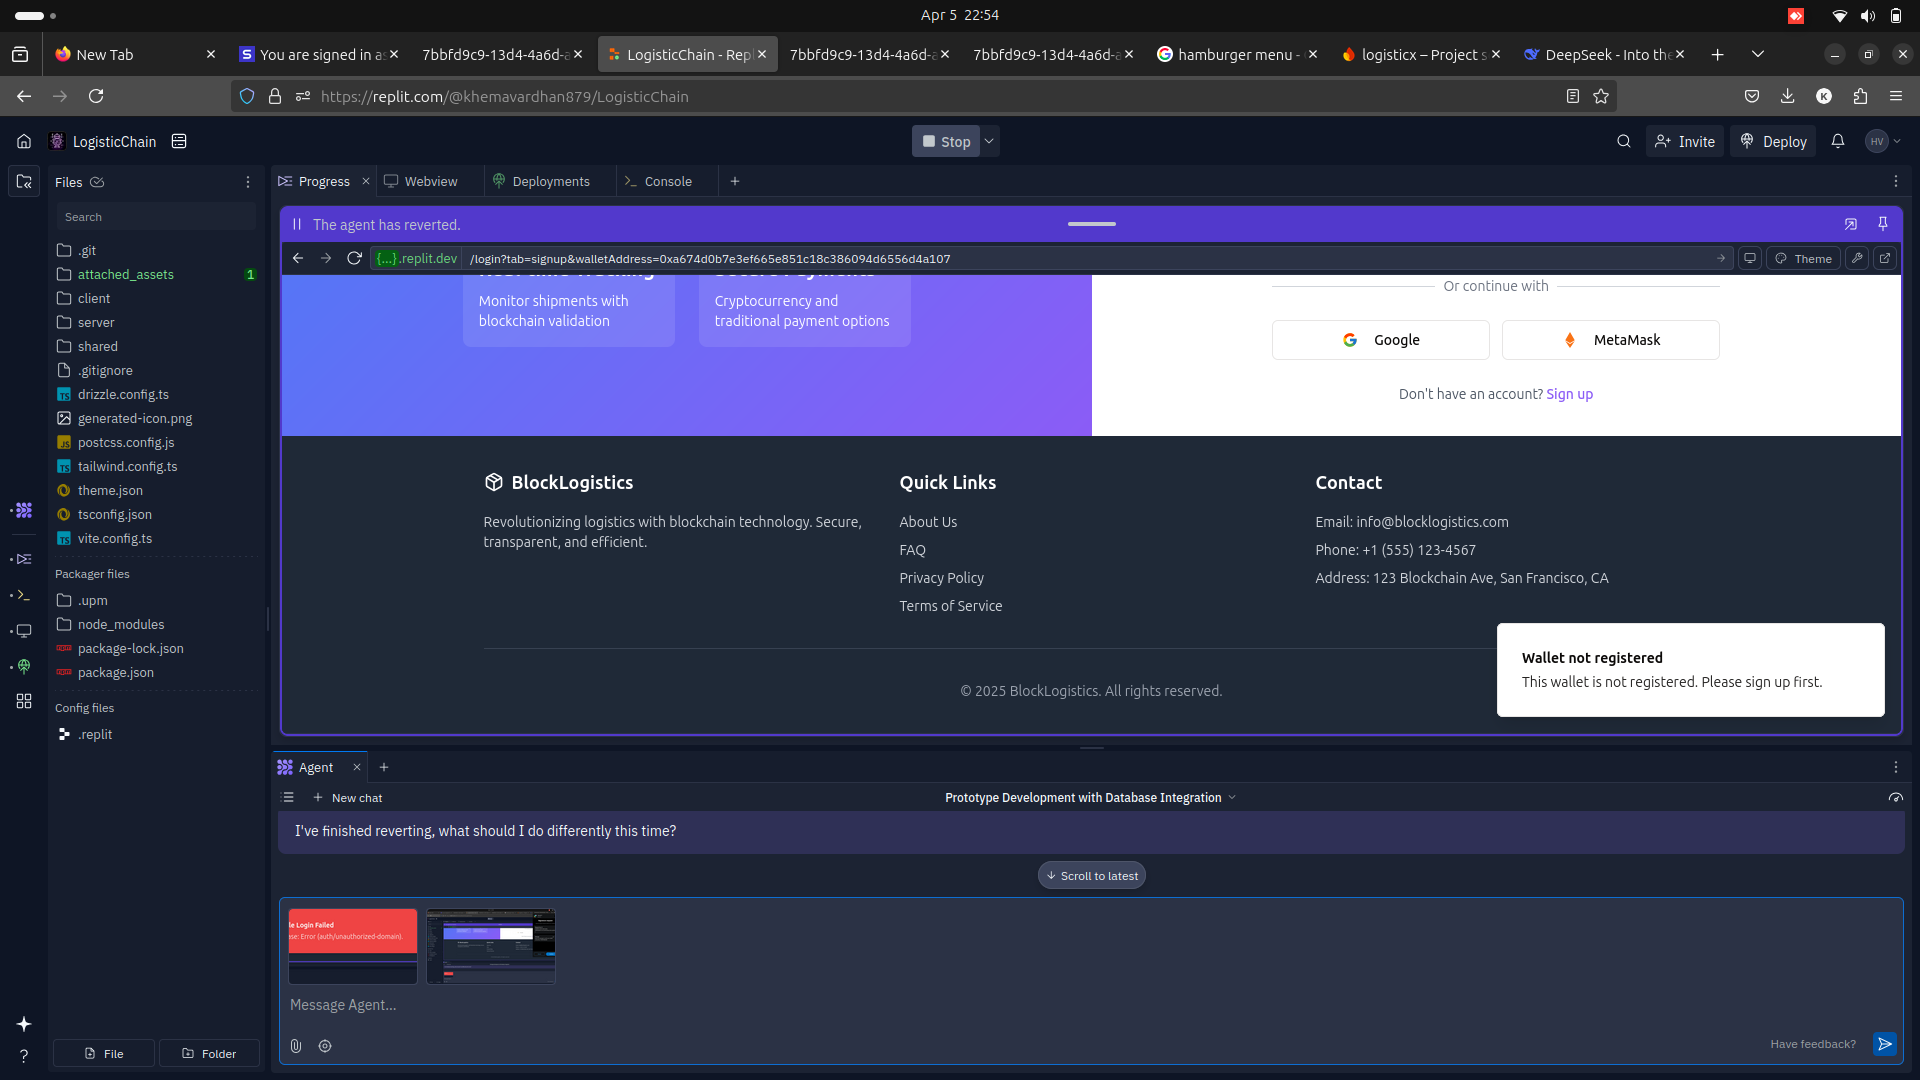 Apr 5 22:54
New Tab
You are signed in as
7bbfd9c9-13d4-4a6d-a
LogisticChain - Repl
7bbfd9c9-13d4-4a6d-a
7bbfd9c9-13d4-4a6d-a
hamburger menu -
logisticx – Project s
DeepSeek - Into the
https://replit.com/@khemavardhan879/LogisticChain
K
LogisticChain
Stop
Invite
Deploy
HV
Files
Progress
Webview
Deployments
Console
Search
The agent has reverted.
{...}.replit.dev
/login?tab=signup&walletAddress=0xa674d0b7e3ef665e851c18c386094d6556d4a107
Theme
.git
attached_assets 1
client
server
shared
.gitignore
drizzle.config.ts
generated-icon.png
postcss.config.js
tailwind.config.ts
theme.json
tsconfig.json
vite.config.ts
Packager files
.upm
node_modules
package-lock.json
package.json
Config files
.replit
File
Folder
Monitor shipments with
blockchain validation
Cryptocurrency and
traditional payment options
Or continue with
Google
MetaMask
Don't have an account? Sign up
BlockLogistics
Revolutionizing logistics with blockchain technology. Secure,
transparent, and efficient.
Quick Links
About Us
FAQ
Privacy Policy
Terms of Service
Contact
Email: info@blocklogistics.com
Phone: +1 (555) 123-4567
Address: 123 Blockchain Ave, San Francisco, CA
© 2025 BlockLogistics. All rights reserved.
Wallet not registered
This wallet is not registered. Please sign up first.
Agent
New chat
Prototype Development with Database Integration
I've finished reverting, what should I do differently this time?
Scroll to latest
le Login Failed
ase: Error (auth/unauthorized-domain).
Message Agent...
Have feedback?